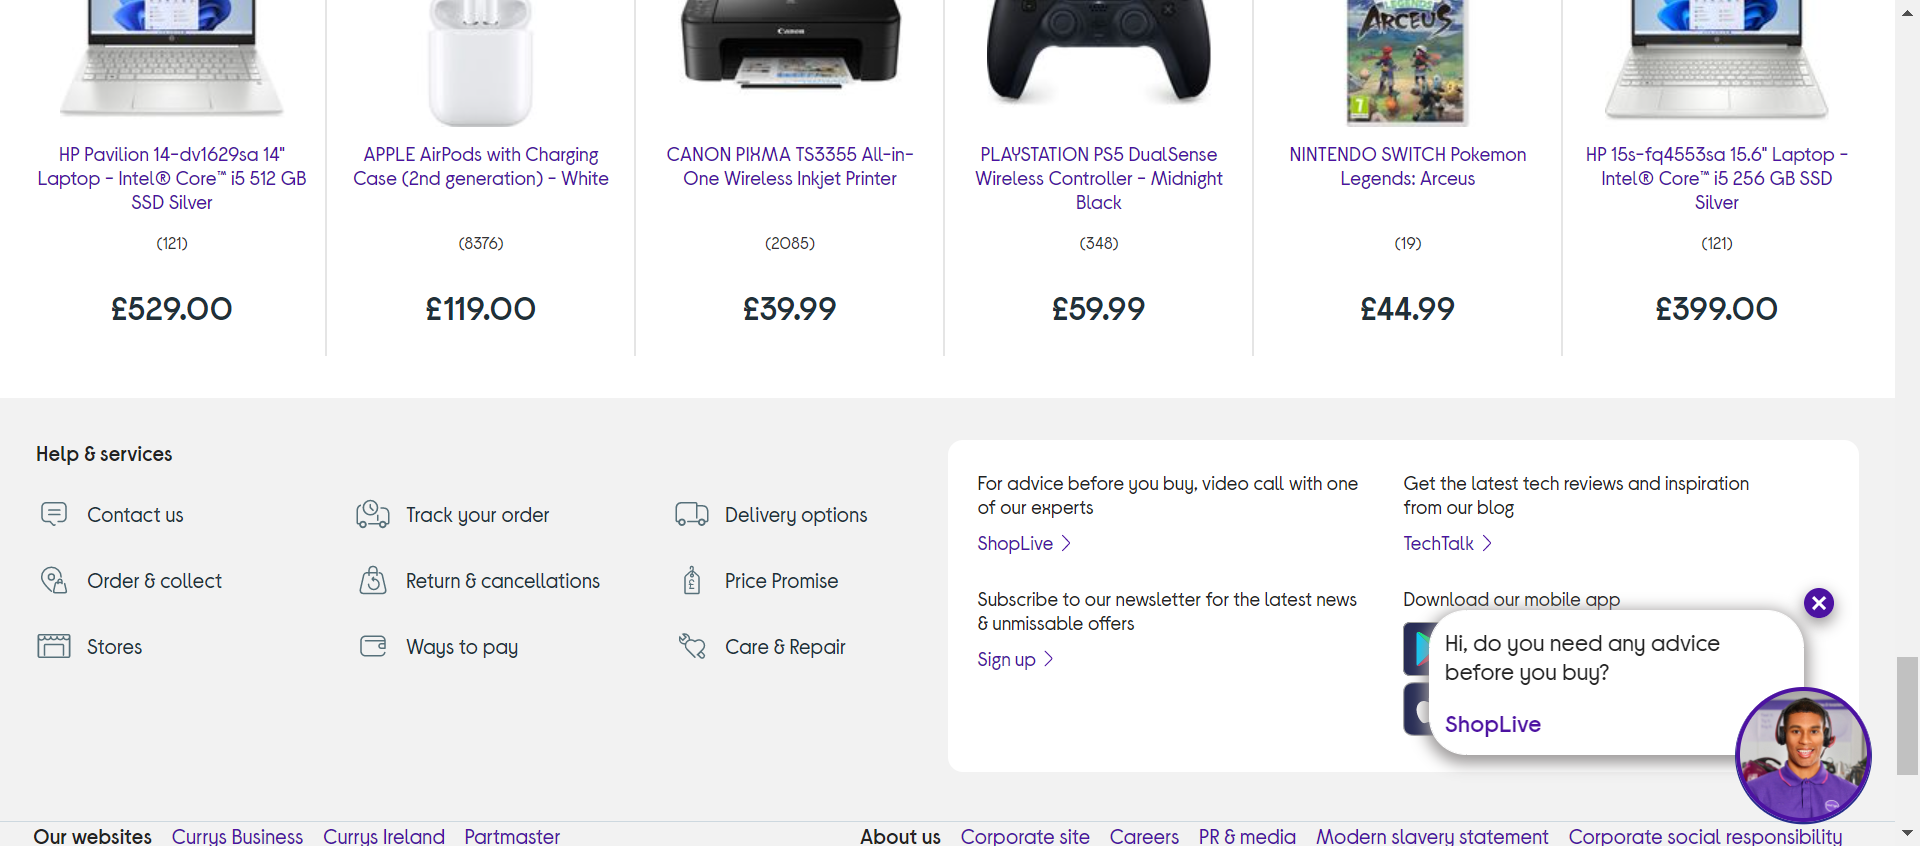 Canon
LEGENDS
ARCEUS
7
HP Pavilion 14-dv1629sa 14"
Laptop - Intel® Core™ i5 512 GB
SSD Silver
(121)
£529.00
APPLE AirPods with Charging
Case (2nd generation) - White
(8376)
£119.00
CANON PIXMA TS3355 All-in-
One Wireless Inkjet Printer
(2085)
£39.99
PLAYSTATION PS5 DualSense
Wireless Controller - Midnight
Black
(348)
£59.99
NINTENDO SWITCH Pokemon
Legends: Arceus
(19)
£44.99
HP 15s-fq4553sa 15.6" Laptop -
Intel® Core™ i5 256 GB SSD
Silver
(121)
£399.00
Help & services
Contact us
Track your order
Delivery options
Order & collect
Return & cancellations
Price Promise
Stores
Ways to pay
Care & Repair
For advice before you buy, video call with one
of our experts
ShopLive
Get the latest tech reviews and inspiration
from our blog
TechTalk
Subscribe to our newsletter for the latest news
& unmissable offers
Sign up
Download our mobile app
Hi, do you need any advice
before you buy?
ShopLive
Our websites Currys Business Currys Ireland Partmaster
About us Corporate site Careers PR & media Modern slavery statement Corporate social responsibility